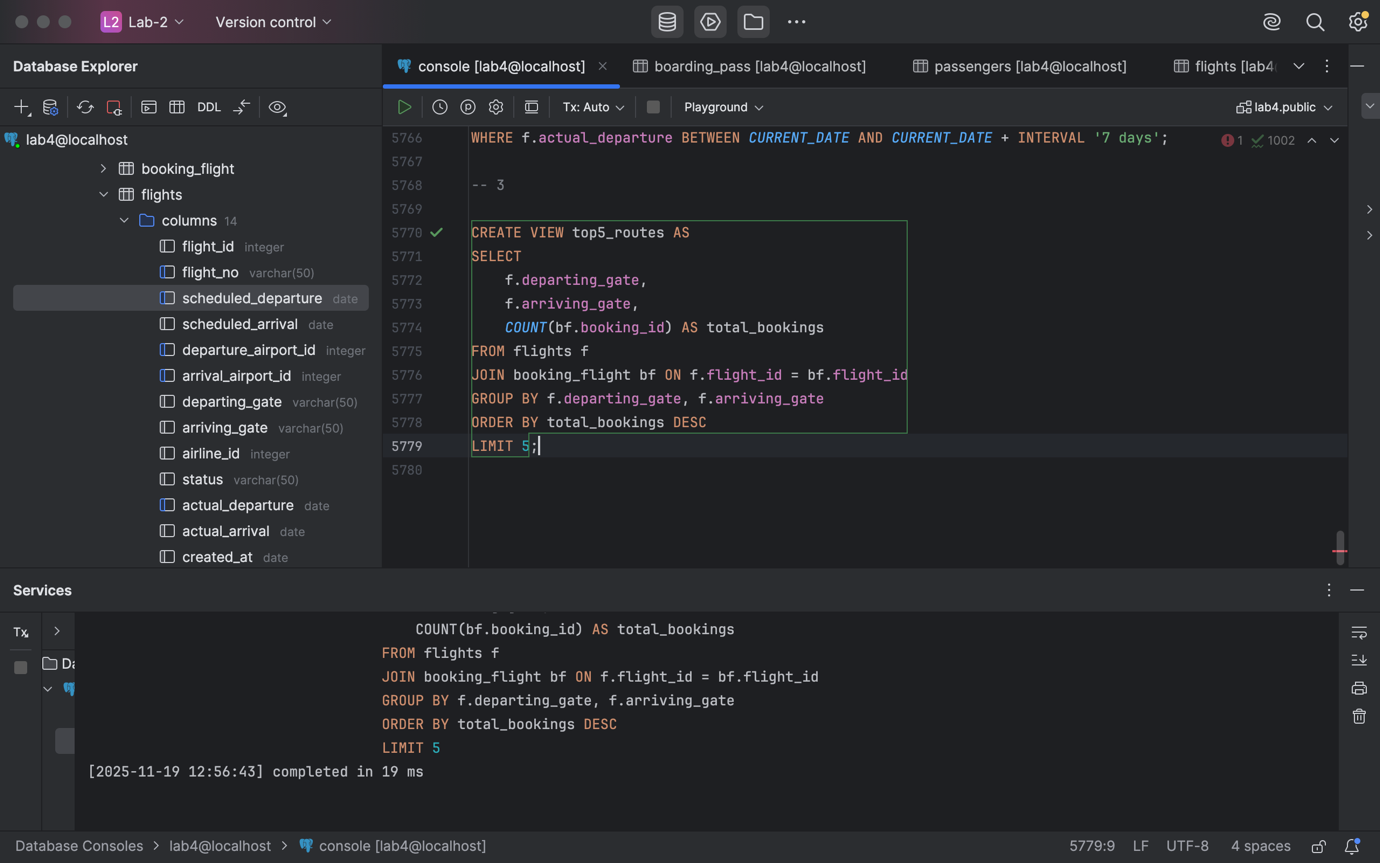 L2 Lab-2 Version control
Database Explorer
console [lab4@localhost] boarding_pass [lab4@localhost] passengers [lab4@localhost] flights [lab4
DDL Tx: Auto Playground lab4.public
lab4@localhost
booking_flight
flights
columns 14
flight_id integer
flight_no varchar(50)
scheduled_departure date
scheduled_arrival date
departure_airport_id integer
arrival_airport_id integer
departing_gate varchar(50)
arriving_gate varchar(50)
airline_id integer
status varchar(50)
actual_departure date
actual_arrival date
created_at date
5766 WHERE f.actual_departure BETWEEN CURRENT_DATE AND CURRENT_DATE + INTERVAL '7 days'; 1 1002
5767
5768 -- 3
5769
5770 CREATE VIEW top5_routes AS
5771 SELECT
5772 f.departing_gate,
5773 f.arriving_gate,
5774 COUNT(bf.booking_id) AS total_bookings
5775 FROM flights f
5776 JOIN booking_flight bf ON f.flight_id = bf.flight_id
5777 GROUP BY f.departing_gate, f.arriving_gate
5778 ORDER BY total_bookings DESC
5779 LIMIT 5;
5780
Services
Tx
Da
COUNT(bf.booking_id) AS total_bookings
FROM flights f
JOIN booking_flight bf ON f.flight_id = bf.flight_id
GROUP BY f.departing_gate, f.arriving_gate
ORDER BY total_bookings DESC
LIMIT 5
[2025-11-19 12:56:43] completed in 19 ms
Database Consoles > lab4@localhost > console [lab4@localhost] 5779:9 LF UTF-8 4 spaces